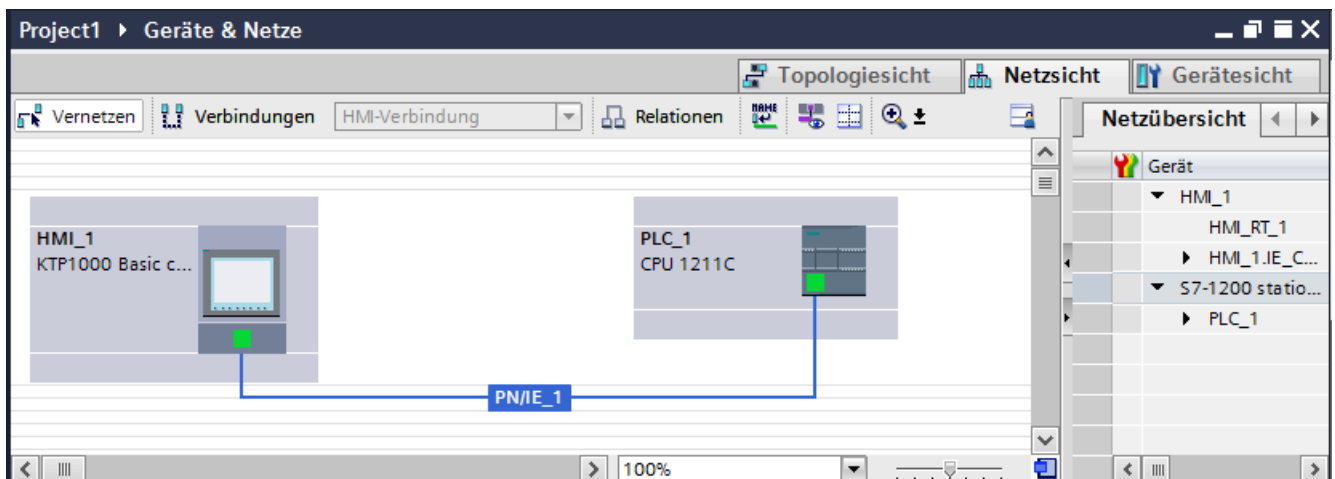 Project1 ▸ Geräte & Netze
Topologiesicht Netzsicht Gerätesicht
Vernetzen Verbindungen HMI-Verbindung Relationen NAME Netzübersicht
Gerät
HMI_1
HMI_RT_1
HMI_1.IE_C...
S7-1200 statio...
PLC_1
HMI_1
KTP1000 Basic c...
PLC_1
CPU 1211C
PN/IE_1
100%